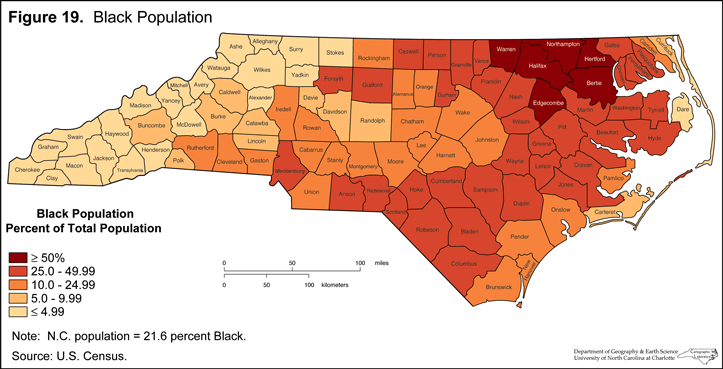 Figure 19. Black Population
Ashe
Alleghany
Surry
Stokes
Rockingham
Caswell
Person
Granville
Vance
Warren
Northampton
Halifax
Gates
Hertford
Bertie
Camden
Currituck
Watauga
Wilkes
Yadkin
Forsyth
Guilford
Alamance
Orange
Durham
Franklin
Nash
Edgecombe
Martin
Washington
Tyrrell
Dare
Mitchell
Avery
Caldwell
Alexander
Iredell
Davie
Davidson
Randolph
Chatham
Wake
Wilson
Pitt
Beaufort
Hyde
Madison
Yancey
Burke
Catawba
Rowan
Johnston
Greene
Buncombe
McDowell
Lincoln
Lee
Wayne
Swain
Haywood
Henderson
Rutherford
Cleveland
Gaston
Cabarrus
Stanly
Montgomery
Moore
Harnett
Lenoir
Craven
Pamlico
Graham
Jackson
Polk
Mecklenburg
Cherokee
Macon
Clay
Transylvania
Union
Anson
Richmond
Hoke
Cumberland
Sampson
Duplin
Jones
Carteret
Scotland
Robeson
Bladen
Pender
Onslow
Columbus
New Hanover
Brunswick
Black Population
Percent of Total Population
≥ 50%
25.0 - 49.99
10.0 - 24.99
5.0 - 9.99
≤ 4.99
0 50 100 miles
0 50 100 kilometers
Note: N.C. population = 21.6 percent Black.
Source: U.S. Census.
Department of Geography & Earth Science
University of North Carolina at Charlotte